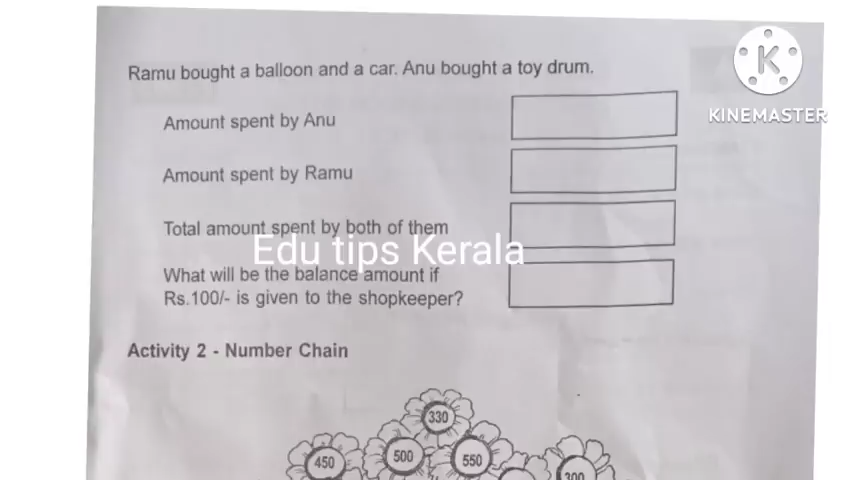 KINEMASTER
Ramu bought a balloon and a car. Anu bought a toy drum.
Amount spent by Anu
Amount spent by Ramu
Total amount spent by both of them
Edu tips Kerala
What will be the balance amount if
Rs.100/- is given to the shopkeeper?
Activity 2 - Number Chain
330
450 500 550 300